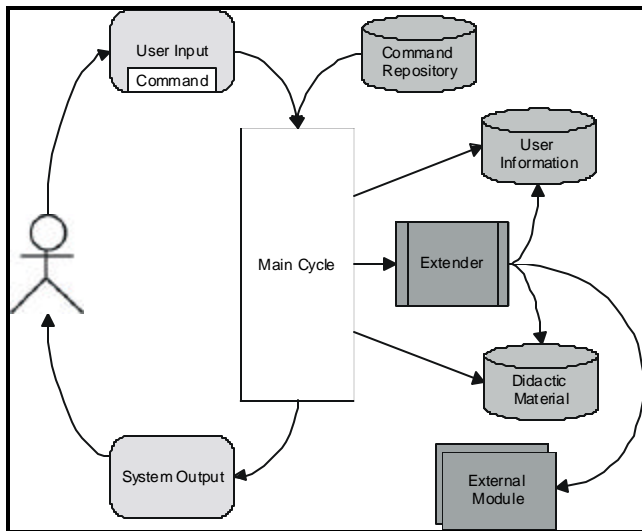 User Input
Command
Command
Repository
User
Information
Main Cycle
Extender
Didactic
Material
System Output
External
Module